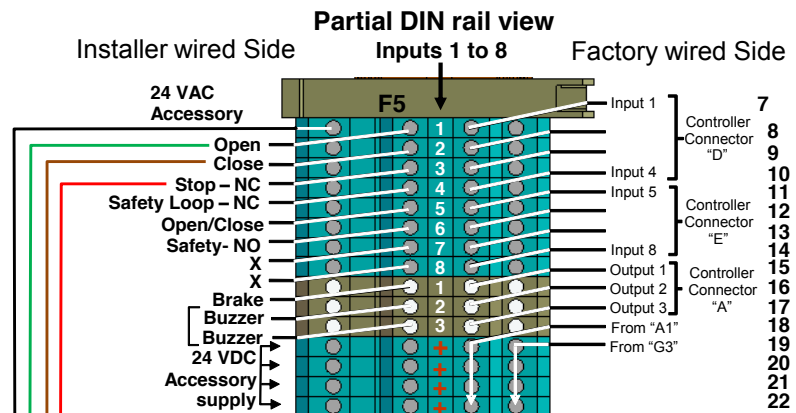 Partial DIN rail view
Installer wired Side
Inputs 1 to 8
Factory wired Side
24 VAC
Accessory
F5
Open
Close
Stop – NC
Safety Loop – NC
Open/Close
Safety- NO
X
X
Brake
Buzzer
Buzzer
24 VDC
Accessory
supply
1
2
3
4
5
6
7
8
1
2
3
+
+
+
+
Input 1
Input 4
Input 5
Input 8
Output 1
Output 2
Output 3
From “A1”
From “G3”
Controller
Connector
“D”
Controller
Connector
“E”
Controller
Connector
“A”
7
8
9
10
11
12
13
14
15
16
17
18
19
20
21
22